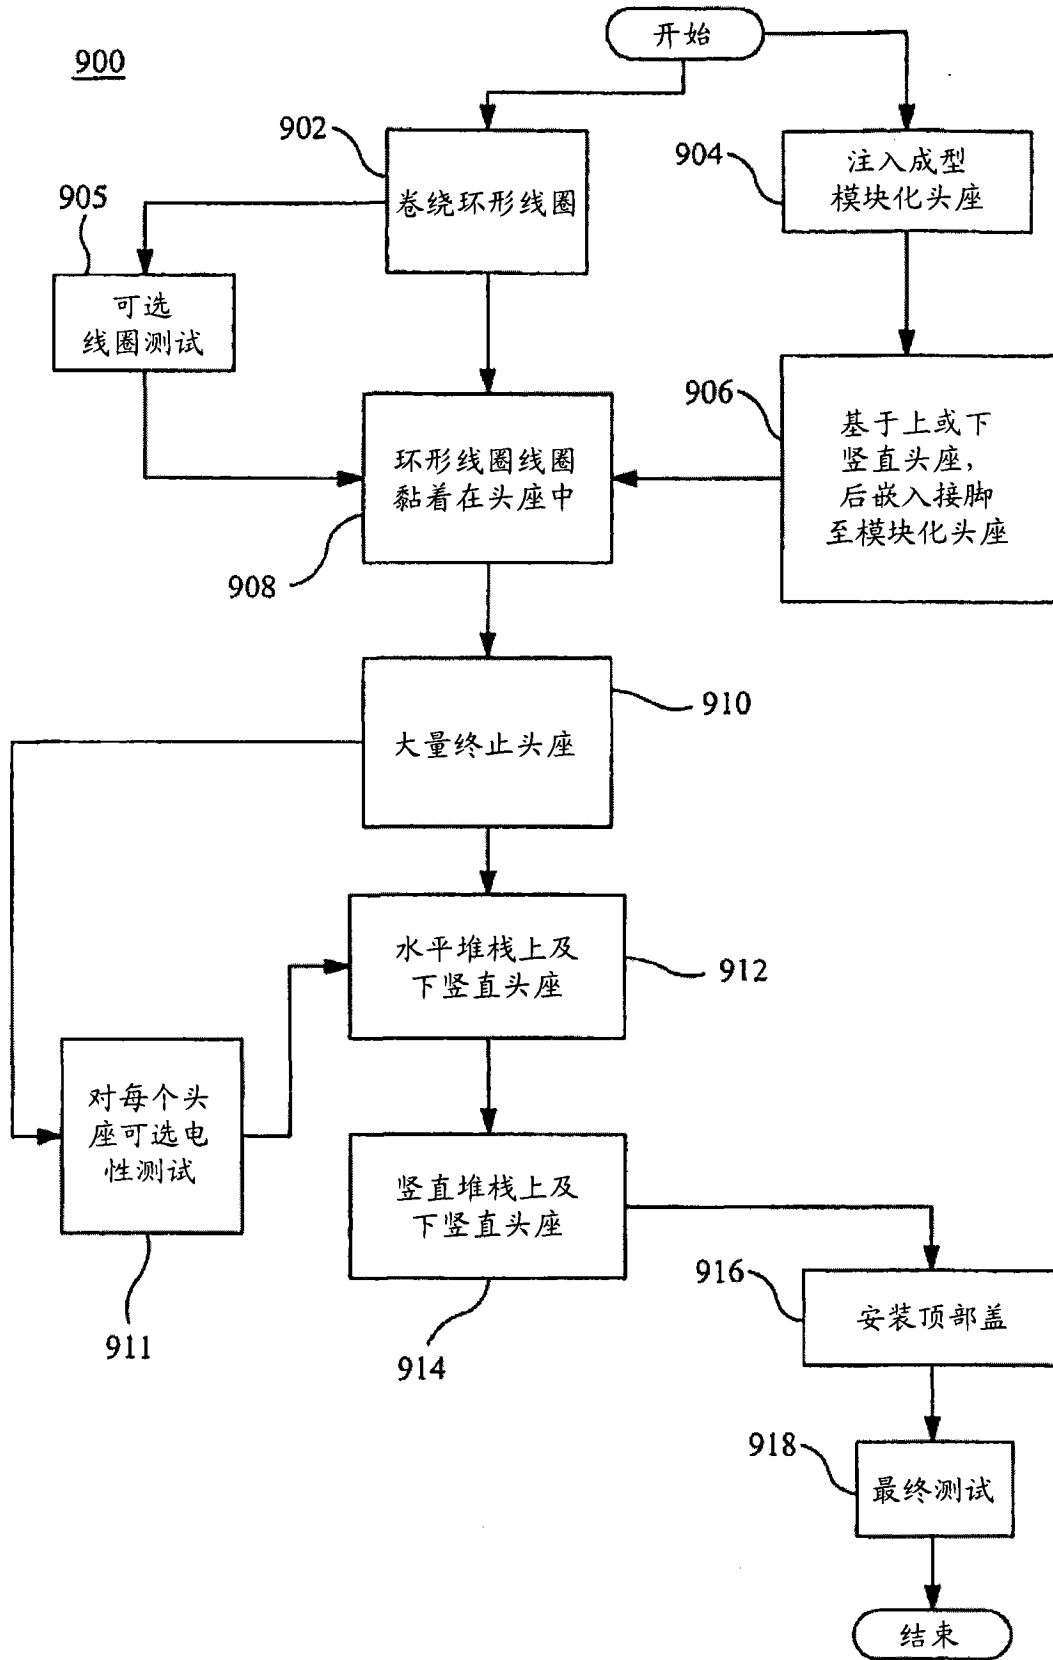 开始
900
902
卷绕环形线圈
904
注入成型
模块化头座
905
可选
线圈测试
906
基于上或下
竖直头座，
后嵌入接脚
至模块化头座
环形线圈线圈
黏着在头座中
908
910
大量终止头座
水平堆栈上及
下竖直头座
912
对每个头
座可选电
性测试
911
竖直堆栈上及
下竖直头座
914
916
安装顶部盖
918
最终测试
结束